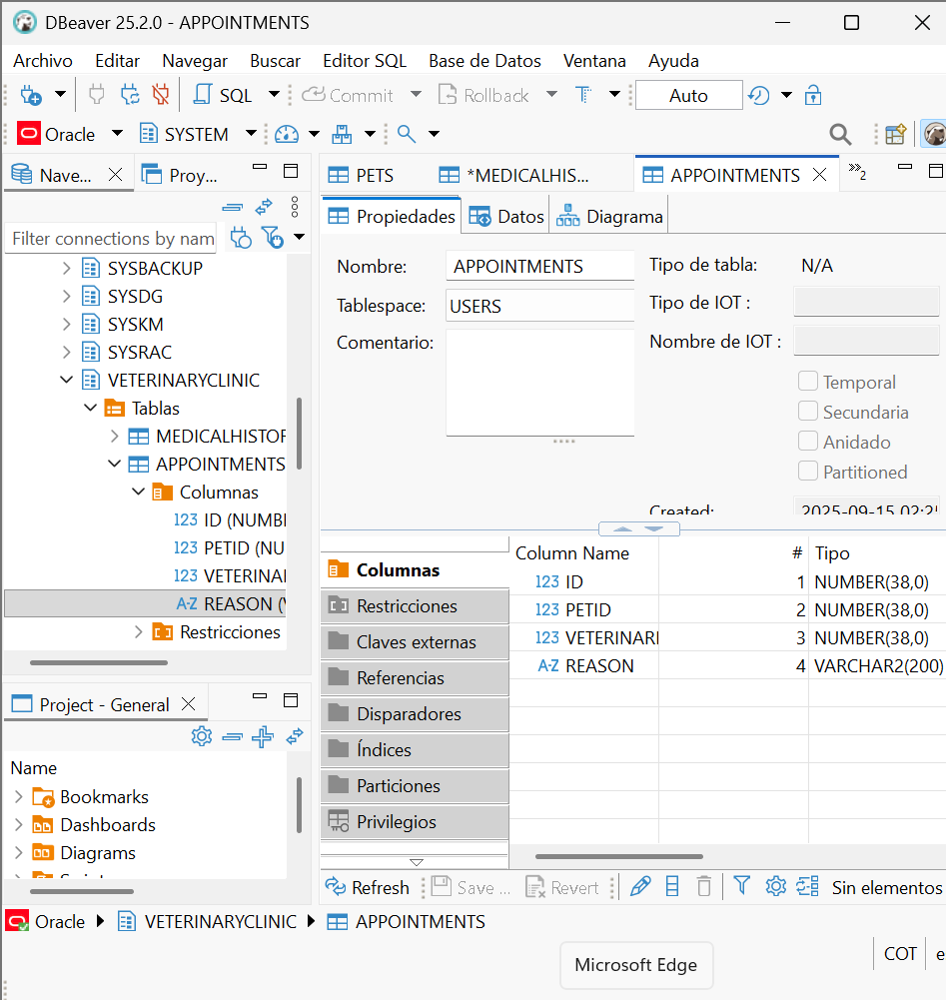 DBeaver 25.2.0 - APPOINTMENTS
Archivo Editar Navegar Buscar Editor SQL Base de Datos Ventana Ayuda
SQL Commit Rollback Auto
Oracle SYSTEM
Nave... Proy...
Filter connections by nam
SYSBACKUP
SYSDG
SYSKM
SYSRAC
VETERINARYCLINIC
Tablas
MEDICALHISTOR
APPOINTMENTS
Columnas
123 ID (NUMBE
123 PETID (NU
123 VETERINAI
A-Z REASON (V
Restricciones
Project - General
Name
Bookmarks
Dashboards
Diagrams
PETS *MEDICALHIS... APPOINTMENTS »2
Propiedades Datos Diagrama
Nombre: APPOINTMENTS
Tablespace: USERS
Comentario:
Tipo de tabla: N/A
Tipo de IOT :
Nombre de IOT :
Temporal
Secundaria
Anidado
Partitioned
Created: 2025-09-15 02:2
Columnas
Restricciones
Claves externas
Referencias
Disparadores
Índices
Particiones
Privilegios
Column Name # Tipo
123 ID 1 NUMBER(38,0)
123 PETID 2 NUMBER(38,0)
123 VETERINARI 3 NUMBER(38,0)
A-Z REASON 4 VARCHAR2(200)
Refresh Save ... Revert Sin elementos
Oracle VETERINARYCLINIC APPOINTMENTS
Microsoft Edge
COT e